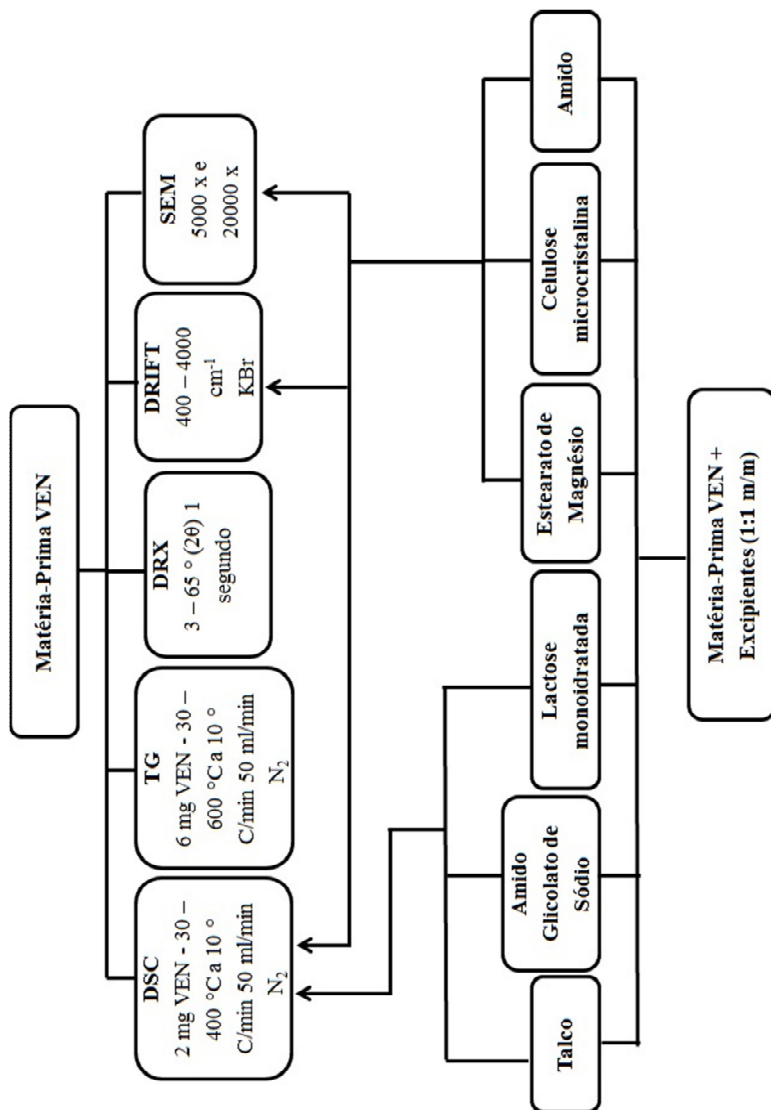 Matéria-Prima VEN
DSC
2 mg VEN - 30 –
400 °C a 10 °
C/min 50 ml/min
N₂
TG
6 mg VEN - 30 –
600 °C a 10 °
C/min 50 ml/min
N₂
DRX
3 – 65 ° (2θ) 1
segundo
DRIFT
400 – 4000
cm⁻¹
KBr
SEM
5000 x e
20000 x
Talco
Amido
Glicolato de
Sódio
Lactose
monoidratada
Estearato de
Magnésio
Celulose
microcristalina
Amido
Matéria-Prima VEN +
Excipientes (1:1 m/m)